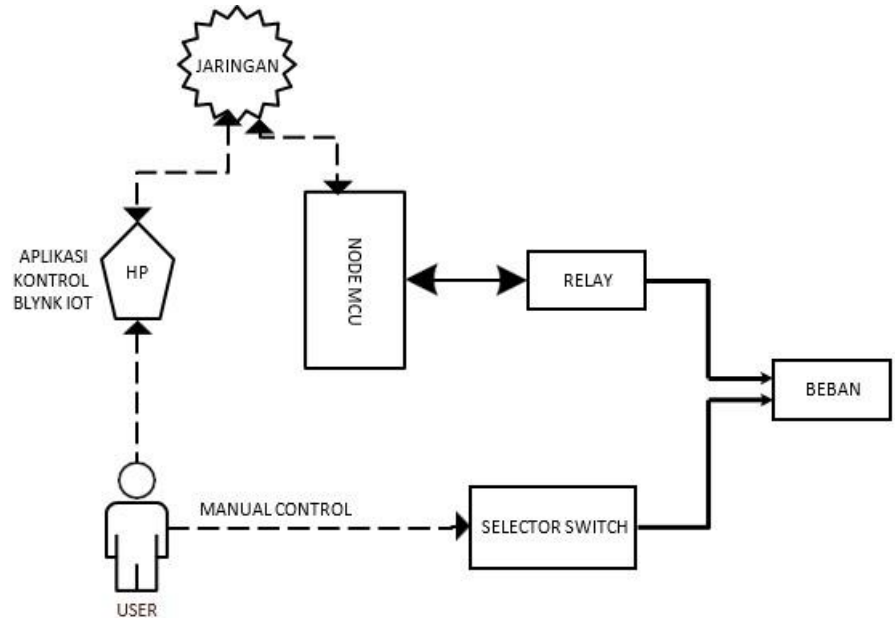 JARINGAN
APLIKASI
KONTROL
BLYNK IOT
HP
NODE MCU
RELAY
BEBAN
MANUAL CONTROL
SELECTOR SWITCH
USER